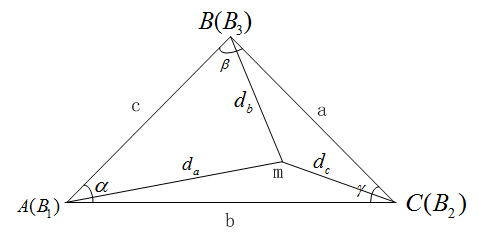 B(B₃)
β
c
a
d_b
d_a
d_c
m
α
γ
A(B₁)
C(B₂)
b